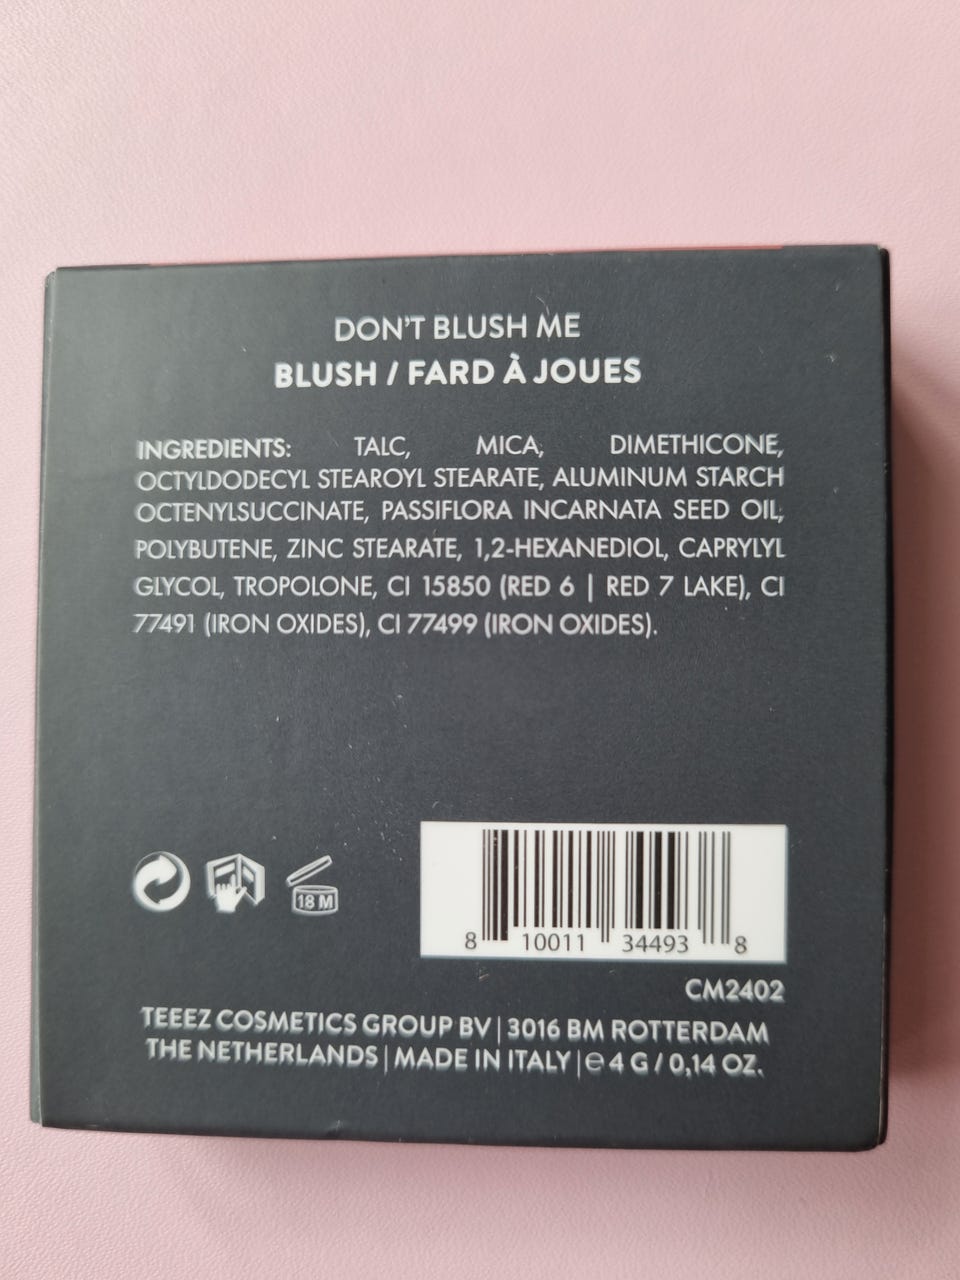 DON'T BLUSH ME
BLUSH / FARD À JOUES
INGREDIENTS: TALC, MICA, DIMETHICONE,
OCTYLDODECYL STEAROYL STEARATE, ALUMINUM STARCH
OCTENYLSUCCINATE, PASSIFLORA INCARNATA SEED OIL,
POLYBUTENE, ZINC STEARATE, 1,2-HEXANEDIOL, CAPRYLYL
GLYCOL, TROPOLONE, CI 15850 (RED 6 | RED 7 LAKE), CI
77491 (IRON OXIDES), CI 77499 (IRON OXIDES).
18 M
8 10011 34493 8
CM2402
TEEEZ COSMETICS GROUP BV | 3016 BM ROTTERDAM
THE NETHERLANDS | MADE IN ITALY | ℮ 4 G / 0,14 OZ.